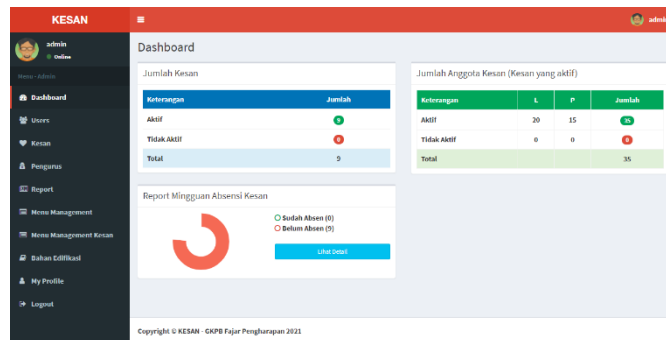 KESAN
admin
admin
Online
Menu - Admin
Dashboard
Users
Kesan
Pengurus
Report
Menu Management
Menu Management Kesan
Bahan Edifikasi
My Profile
Logout
Dashboard
Jumlah Kesan
Keterangan Jumlah
Aktif 9
Tidak Aktif 0
Total 9
Jumlah Anggota Kesan (Kesan yang aktif)
Keterangan L P Jumlah
Aktif 20 15 35
Tidak Aktif 0 0 0
Total 35
Report Mingguan Absensi Kesan
Sudah Absen (0)
Belum Absen (9)
Lihat Detail
Copyright © KESAN - GKPB Fajar Pengharapan 2021